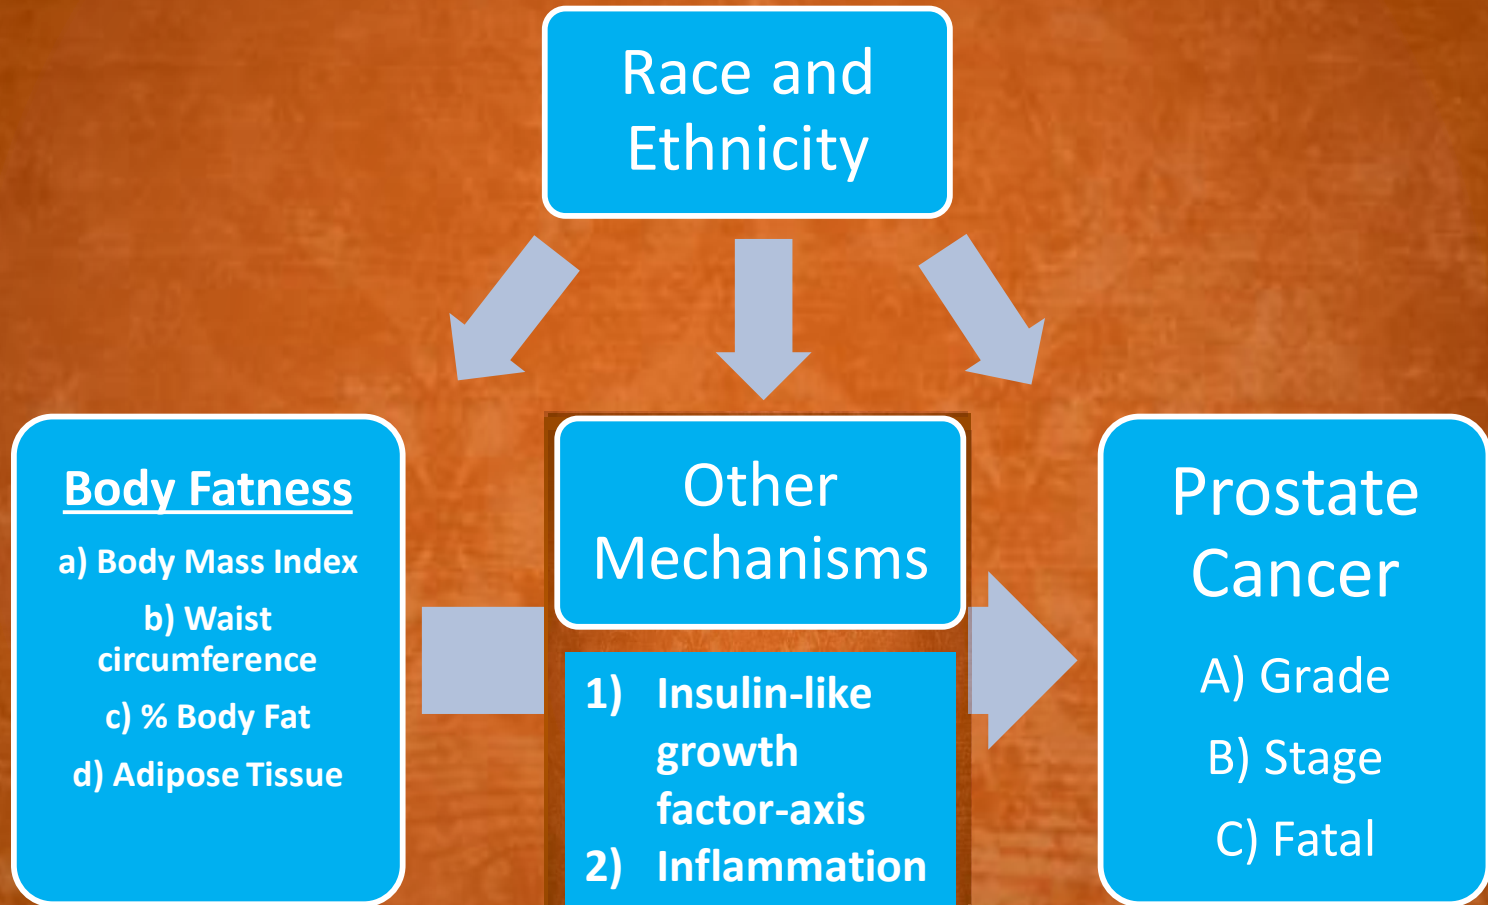 Race and
Ethnicity
Body Fatness
a) Body Mass Index
b) Waist
circumference
c) % Body Fat
d) Adipose Tissue
Other
Mechanisms
1) Insulin-like
growth
factor-axis
2) Inflammation
Prostate
Cancer
A) Grade
B) Stage
C) Fatal